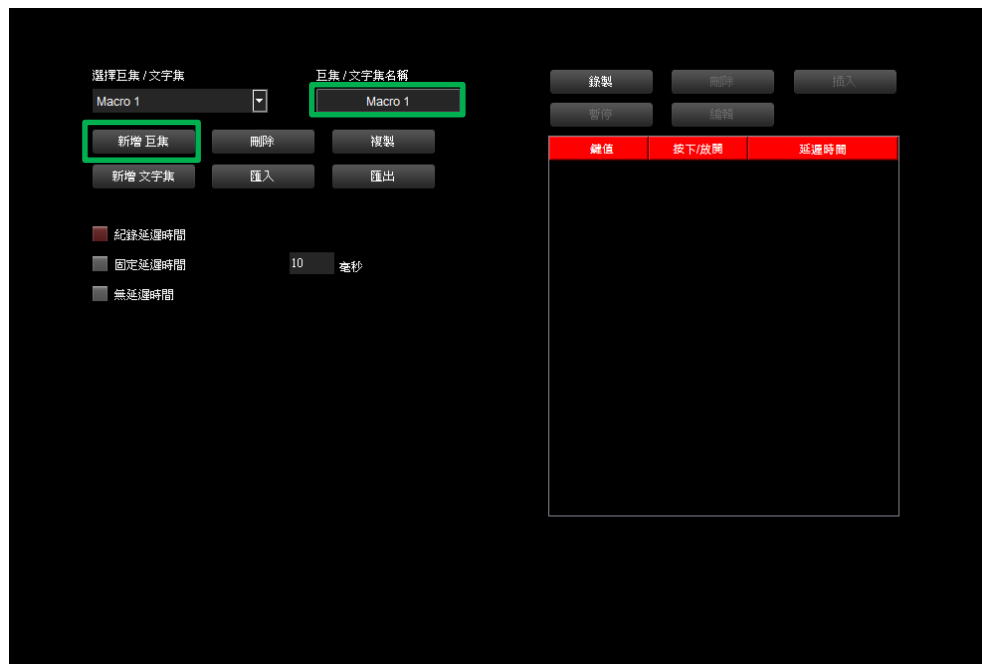 選擇巨集 / 文字集
巨集 / 文字集名稱
Macro 1
Macro 1
新增 巨集
刪除
複製
新增 文字集
匯入
匯出
紀錄延遲時間
固定延遲時間
10 毫秒
無延遲時間
錄製
刪除
插入
暫停
編輯
鍵值
按下/放開
延遲時間